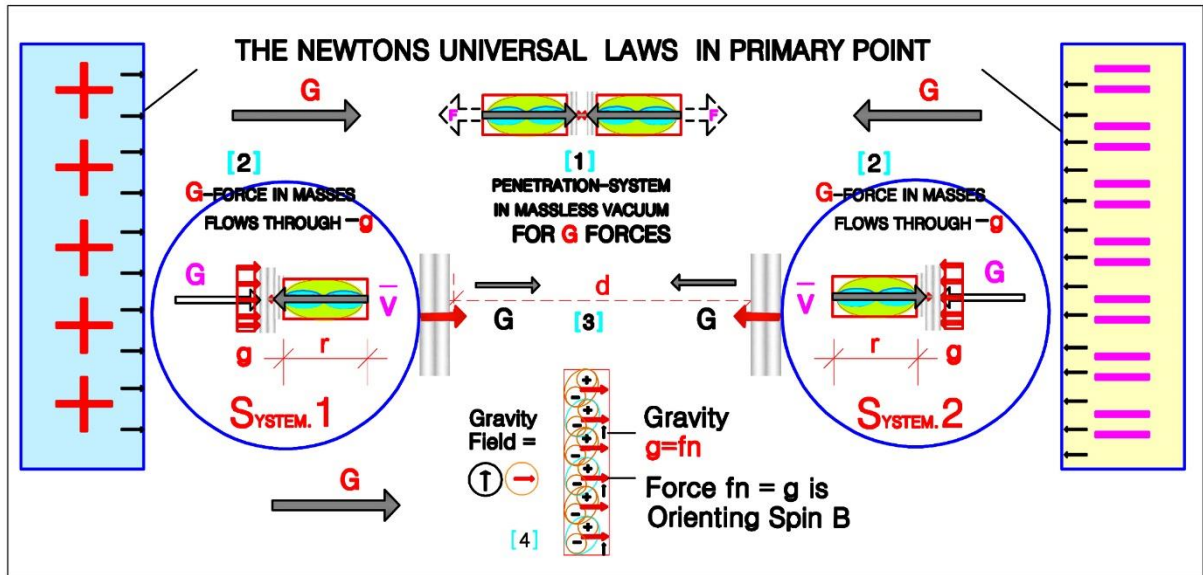 THE NEWTONS UNIVERSAL LAWS IN PRIMARY POINT
G
G
F
F
[2]
G-FORCE IN MASSES
FLOWS THROUGH -g
[1]
PENETRATION-SYSTEM
IN MASSLESS VACUUM
FOR G FORCES
[2]
G-FORCE IN MASSES
FLOWS THROUGH -g
G
V
g
r
SYSTEM.1
G
d
[3]
G
V
G
r
g
SYSTEM.2
Gravity
Field =
[4]
Gravity
g=fn
Force fn = g is
Orienting Spin B
G